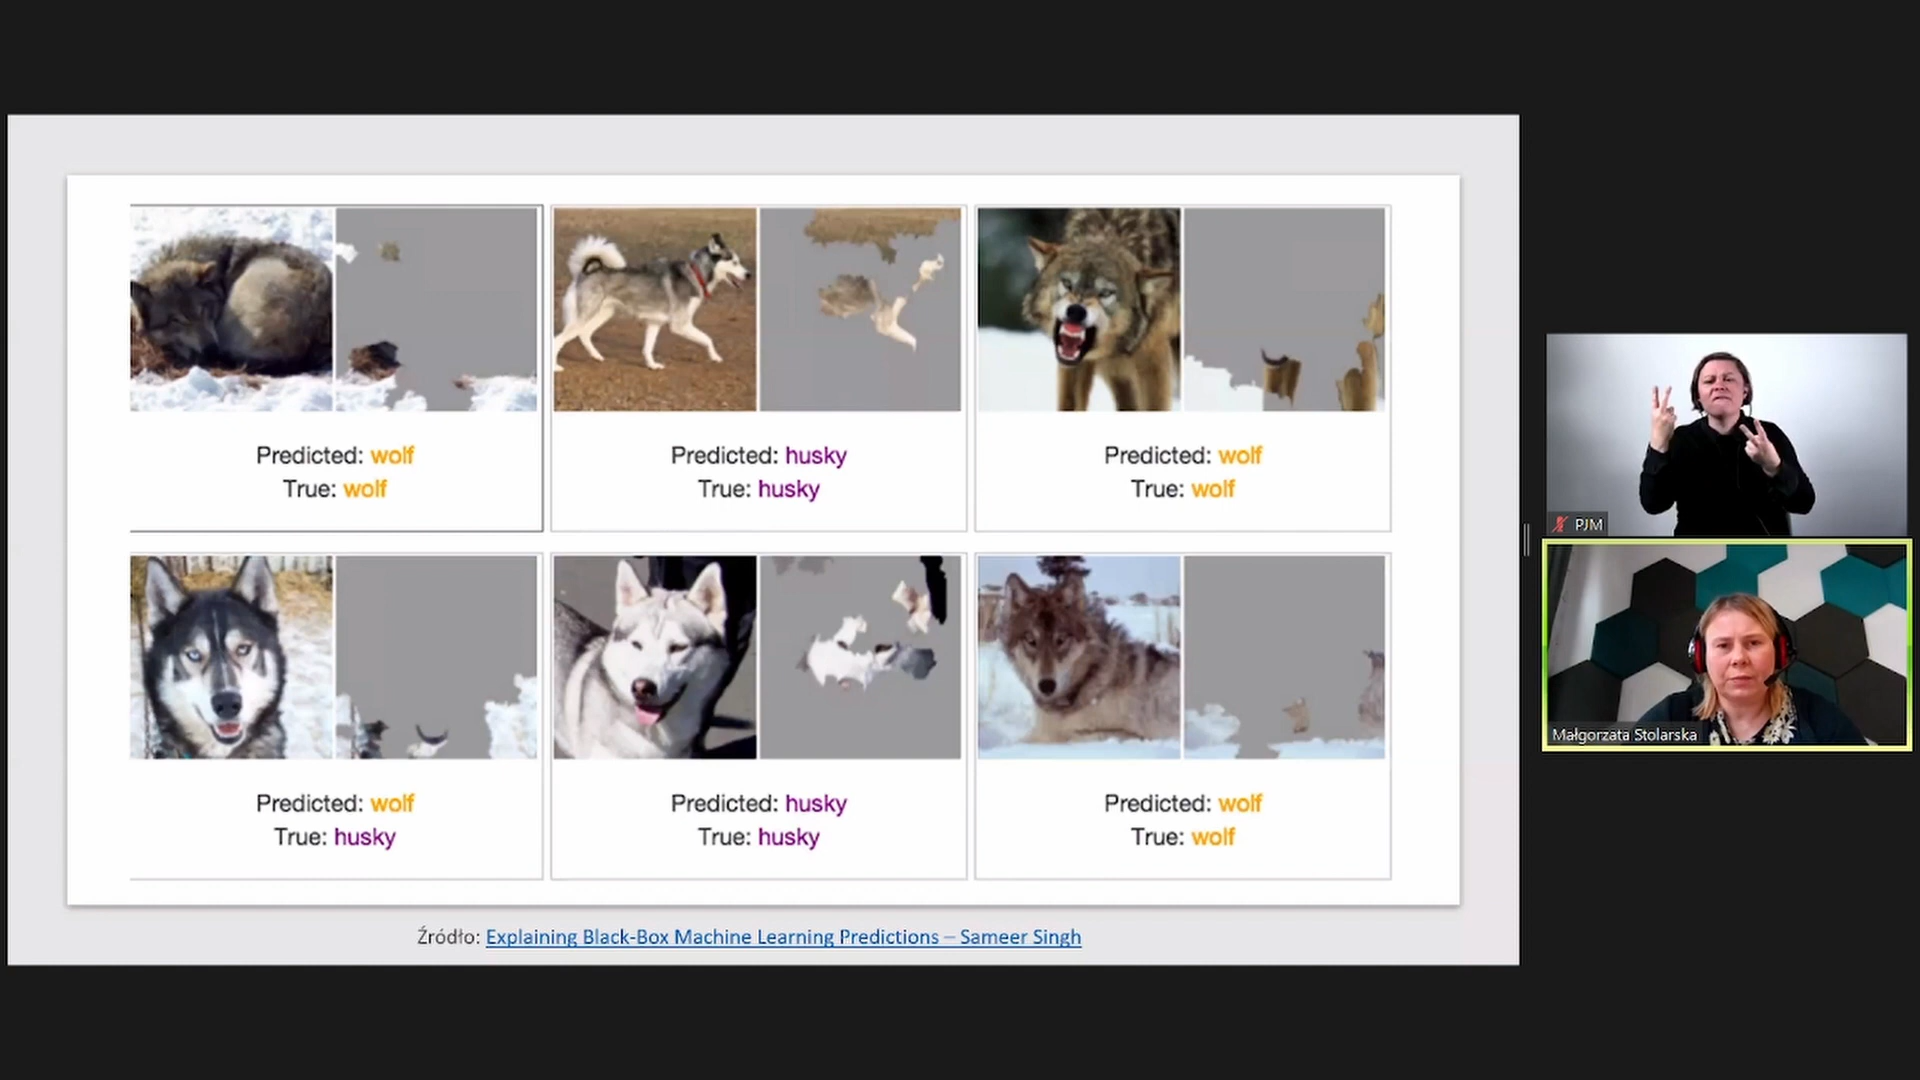 Predicted: wolf
True: wolf
Predicted: husky
True: husky
Predicted: wolf
True: wolf
Predicted: wolf
True: husky
Predicted: husky
True: husky
Predicted: wolf
True: wolf
Źródło: Explaining Black-Box Machine Learning Predictions – Sameer Singh
PJM
Małgorzata Stolarska